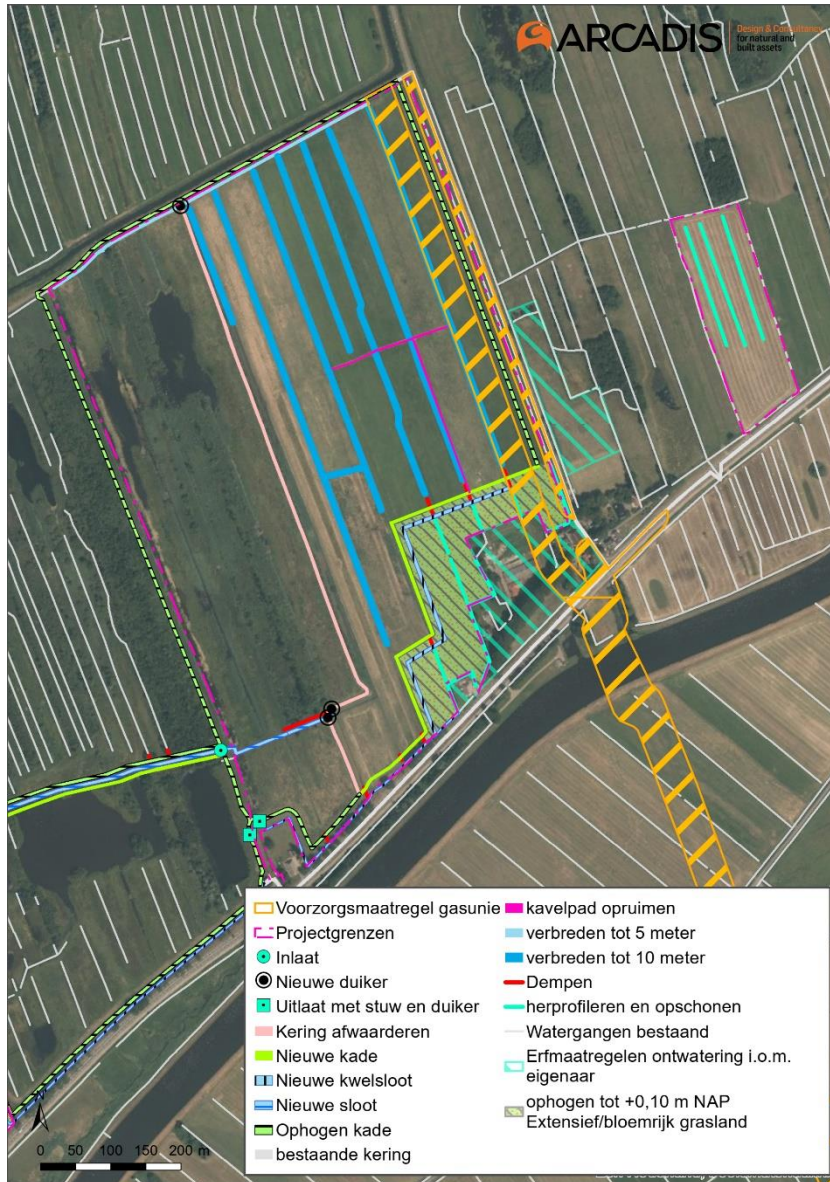 ARCADIS
Design & Consultancy
for natural and
built assets
Voorzorgsmaatregel gasunie
Projectgrenzen
Inlaat
Nieuwe duiker
Uitlaat met stuw en duiker
Kering afwaarderen
Nieuwe kade
Nieuwe kwelsloot
Nieuwe sloot
Ophogen kade
bestaande kering
kavelpad opruimen
verbreden tot 5 meter
verbreden tot 10 meter
Dempen
herprofileren en opschonen
Watergangen bestaand
Erfmaatregelen ontwatering i.o.m.
eigenaar
ophogen tot +0,10 m NAP
Extensief/bloemrijk grasland
0 50 100 150 200 m